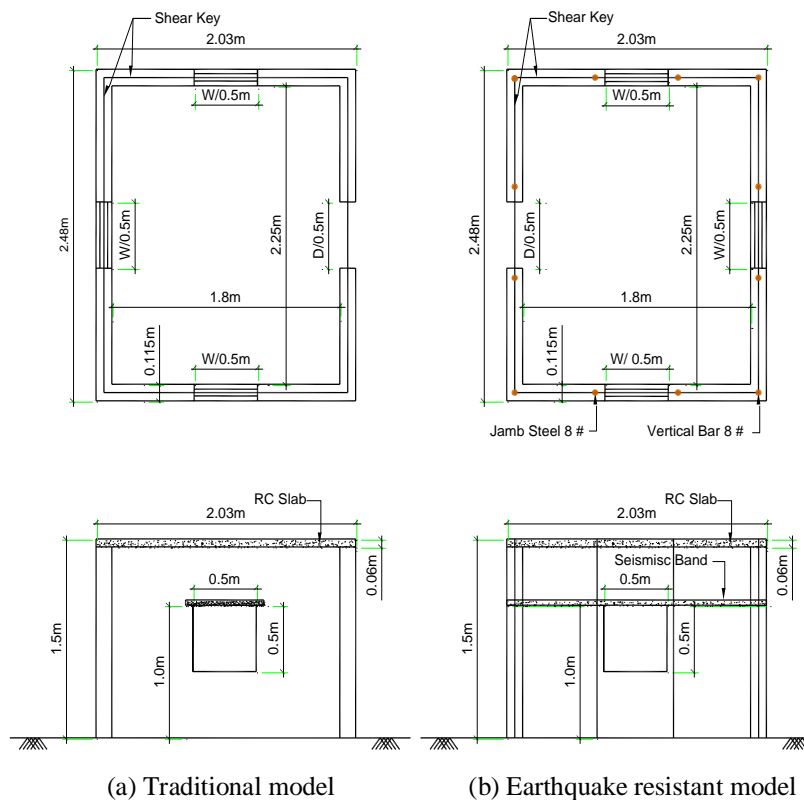 Shear Key
2.03m
W/0.5m
2.48m
W/0.5m
2.25m
D/0.5m
1.8m
0.115m
W/0.5m
Shear Key
2.03m
W/0.5m
2.48m
D/0.5m
2.25m
W/0.5m
1.8m
0.115m
W/ 0.5m
Jamb Steel 8 #
Vertical Bar 8 #
2.03m
RC Slab
0.5m
1.5m
1.0m
0.5m
2.03m
RC Slab
0.06m
Seismisc Band
0.5m
1.5m
1.0m
0.5m
(a) Traditional model
(b) Earthquake resistant model